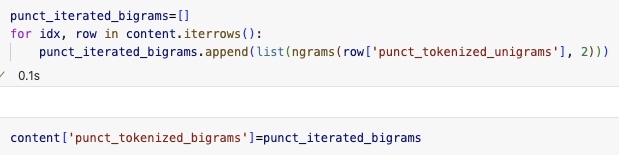 punct_iterated_bigrams=[]
for idx, row in content.iterrows():
    punct_iterated_bigrams.append(list(ngrams(row['punct_tokenized_unigrams'], 2)))
✓ 0.1s
content['punct_tokenized_bigrams']=punct_iterated_bigrams